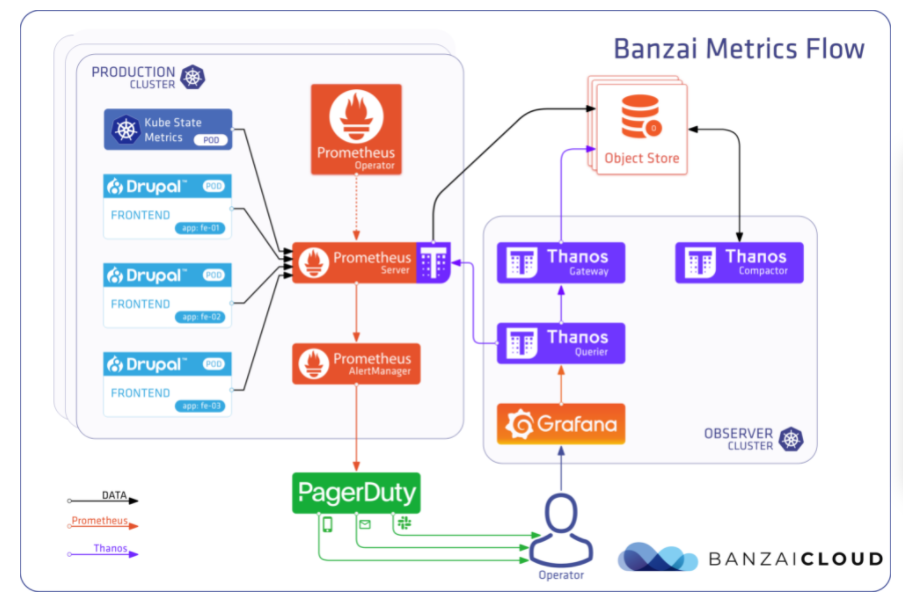 Banzai Metrics Flow
PRODUCTION
CLUSTER
Kube State
Metrics
POD
Drupal™
POD
FRONTEND
app: fe-01
Drupal™
POD
FRONTEND
app: fe-02
Drupal™
POD
FRONTEND
app: fe-03
Prometheus
Operator
Prometheus
Server
Prometheus
AlertManager
PagerDuty
Object Store
Thanos
Gateway
Thanos
Compactor
Thanos
Querier
Grafana
OBSERVER
CLUSTER
DATA
Prometheus
Thanos
Operator
BANZAICLOUD